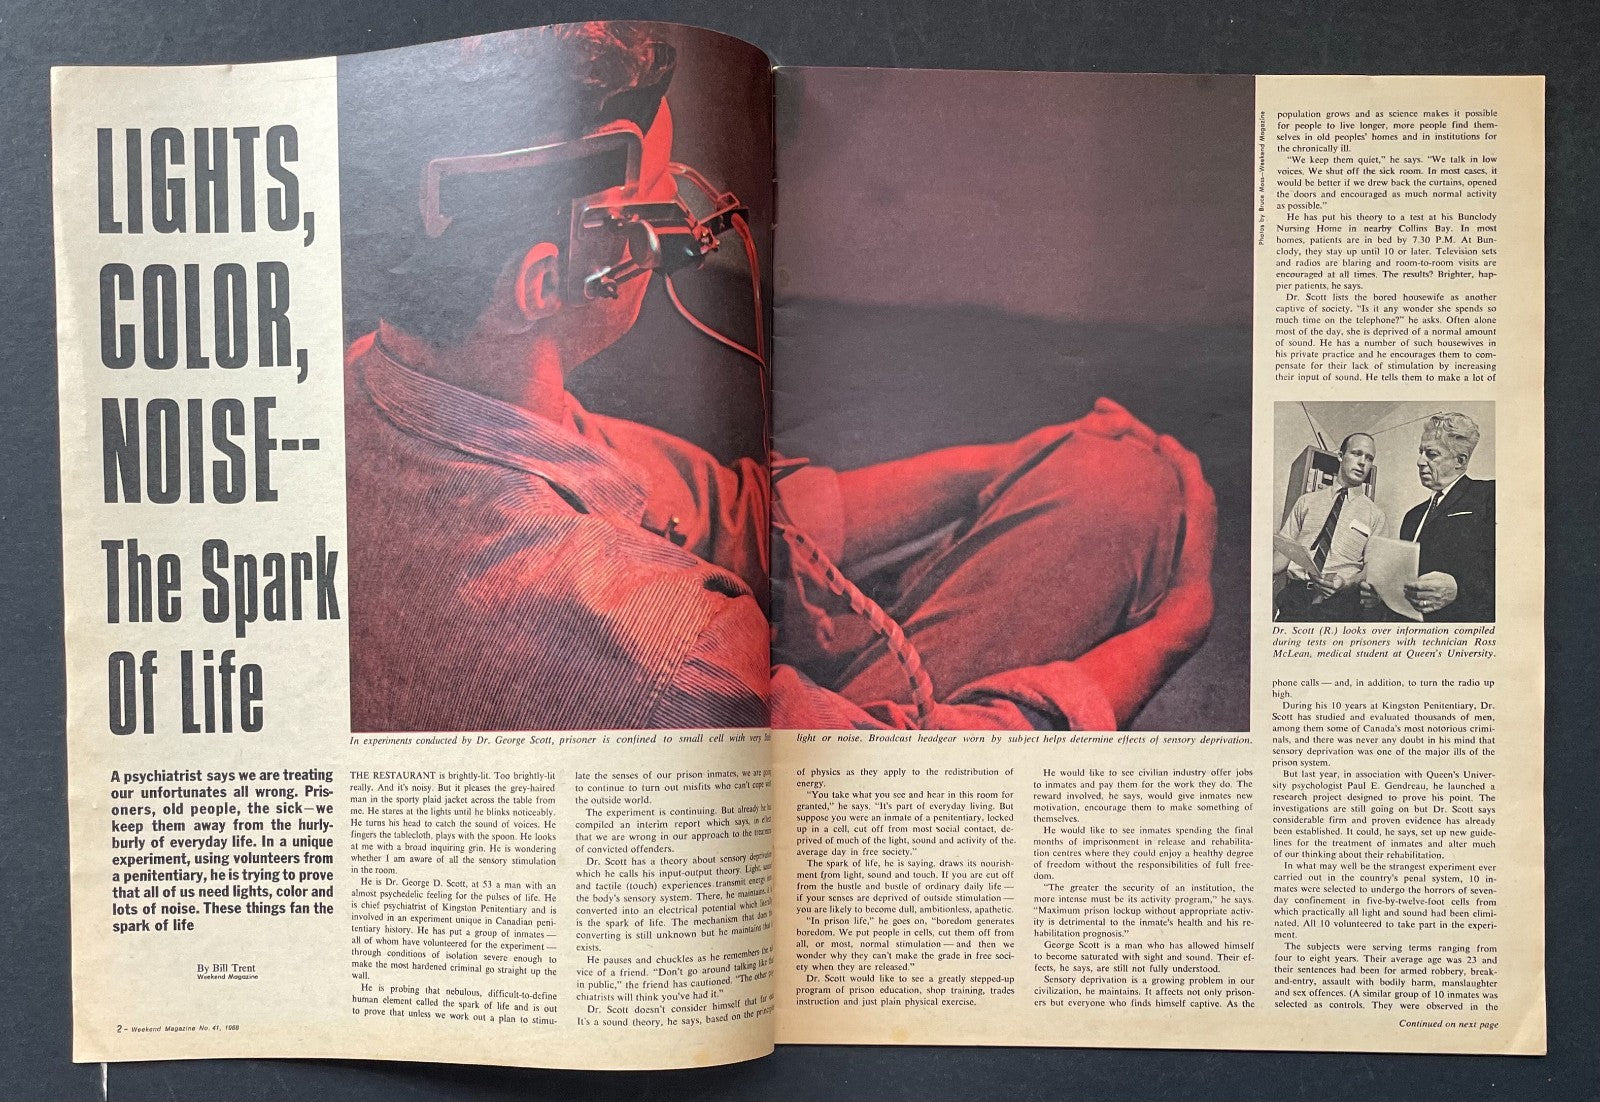 LIGHTS,
COLOR,
NOISE--
The Spark
Of Life
A psychiatrist says we are treating
our unfortunates all wrong. Pris-
oners, old people, the sick—we
keep them away from the hurly-
burly of everyday life. In a unique
experiment, using volunteers from
a penitentiary, he is trying to prove
that all of us need lights, color and
lots of noise. These things fan the
spark of life
By Bill Trent
Weekend Magazine
2 – Weekend Magazine No. 41, 1968
In experiments conducted by Dr. George Scott, prisoner is confined to small cell with very
light or noise. Broadcast headgear worn by subject helps determine effects of sensory deprivation.
THE RESTAURANT is brightly-lit. Too brightly-lit
really. And it's noisy. But it pleases the grey-haired
man in the sporty plaid jacket across the table from
me. He stares at the lights until he blinks noticeably.
He turns his head to catch the sound of voices. He
fingers the tablecloth, plays with the spoon. He looks
at me with a broad inquiring grin. He is wondering
whether I am aware of all the sensory stimulation
in the room.
He is Dr. George D. Scott, at 53 a man with an
almost psychedelic feeling for the pulses of life. He
is chief psychiatrist of Kingston Penitentiary and is
involved in an experiment unique in Canadian peni-
tentiary history. He has put a group of inmates —
all of whom have volunteered for the experiment —
through conditions of isolation severe enough to
make the most hardened criminal go straight up the
wall.
He is probing that nebulous, difficult-to-define
human element called the spark of life and is out
to prove that unless we work out a plan to stimu-
late the senses of our prison inmates, we are
to continue to turn out misfits who can't cope
the outside world.
The experiment is continuing. But already he
compiled an interim report which says, in
that we are wrong in our approach to the
of convicted offenders.
Dr. Scott has a theory about sensory
which he calls his input-output theory. Light,
and tactile (touch) experiences transmit energy
the body's sensory system. There, he maintains,
converted into an electrical potential which
is the spark of life. The mechanism that does
converting is still unknown but he maintains that
exists.
He pauses and chuckles as he remembers the
vice of a friend. "Don't go around talking like
in public," the friend has cautioned. "The other
chiatrists will think you've had it."
Dr. Scott doesn't consider himself that far
It's a sound theory, he says, based on the
of physics as they apply to the redistribution of
energy.
"You take what you see and hear in this room for
granted," he says. "It's part of everyday living. But
suppose you were an inmate of a penitentiary, locked
up in a cell, cut off from most social contact, de-
prived of much of the light, sound and activity of the
average day in free society."
The spark of life, he is saying, draws its nourish-
ment from light, sound and touch. If you are cut off
from the hustle and bustle of ordinary daily life —
if your senses are deprived of outside stimulation —
you are likely to become dull, ambitionless, apathetic.
"In prison life," he goes on, "boredom generates
boredom. We put people in cells, cut them off from
all, or most, normal stimulation — and then we
wonder why they can't make the grade in free soci-
ety when they are released."
Dr. Scott would like to see a greatly stepped-up
program of prison education, shop training, trades
instruction and just plain physical exercise.
He would like to see civilian industry offer jobs
to inmates and pay them for the work they do. The
reward involved, he says, would give inmates new
motivation, encourage them to make something of
themselves.
He would like to see inmates spending the final
months of imprisonment in release and rehabilita-
tion centres where they could enjoy a healthy degree
of freedom without the responsibilities of full free-
dom.
"The greater the security of an institution, the
more intense must be its activity program," he says.
"Maximum prison lockup without appropriate activ-
ity is detrimental to the inmate's health and his re-
habilitation prognosis."
George Scott is a man who has allowed himself
to become saturated with sight and sound. Their ef-
fects, he says, are still not fully understood.
Sensory deprivation is a growing problem in our
civilization, he maintains. It affects not only prison-
ers but everyone who finds himself captive. As the
Photos by Bruce Moss—Weekend Magazine
population grows and as science makes it possible
for people to live longer, more people find them-
selves in old peoples' homes and in institutions for
the chronically ill.
"We keep them quiet," he says. "We talk in low
voices. We shut off the sick room. In most cases, it
would be better if we drew back the curtains, opened
the doors and encouraged as much normal activity
as possible."
He has put his theory to a test at his Bunclody
Nursing Home in nearby Collins Bay. In most
homes, patients are in bed by 7.30 P.M. At Bun-
clody, they stay up until 10 or later. Television sets
and radios are blaring and room-to-room visits are
encouraged at all times. The results? Brighter, hap-
pier patients, he says.
Dr. Scott lists the bored housewife as another
captive of society. "Is it any wonder she spends so
much time on the telephone?" he asks. Often alone
most of the day, she is deprived of a normal amount
of sound. He has a number of such housewives in
his private practice and he encourages them to com-
pensate for their lack of stimulation by increasing
their input of sound. He tells them to make a lot of
Dr. Scott (R.) looks over information compiled
during tests on prisoners with technician Ross
McLean, medical student at Queen's University.
phone calls — and, in addition, to turn the radio up
high.
During his 10 years at Kingston Penitentiary, Dr.
Scott has studied and evaluated thousands of men,
among them some of Canada's most notorious crimi-
nals, and there was never any doubt in his mind that
sensory deprivation was one of the major ills of the
prison system.
But last year, in association with Queen's Univer-
sity psychologist Paul E. Gendreau, he launched a
research project designed to prove his point. The
investigations are still going on but Dr. Scott says
considerable firm and proven evidence has already
been established. It could, he says, set up new guide-
lines for the treatment of inmates and alter much
of our thinking about their rehabilitation.
In what may well be the strangest experiment ever
carried out in the country's penal system, 10 in-
mates were selected to undergo the horrors of seven-
day confinement in five-by-twelve-foot cells from
which practically all light and sound had been elimi-
nated. All 10 volunteered to take part in the experi-
ment.
The subjects were serving terms ranging from
four to eight years. Their average age was 23 and
their sentences had been for armed robbery, break-
and-entry, assault with bodily harm, manslaughter
and sex offences. (A similar group of 10 inmates was
selected as controls. They were observed in the
Continued on next page